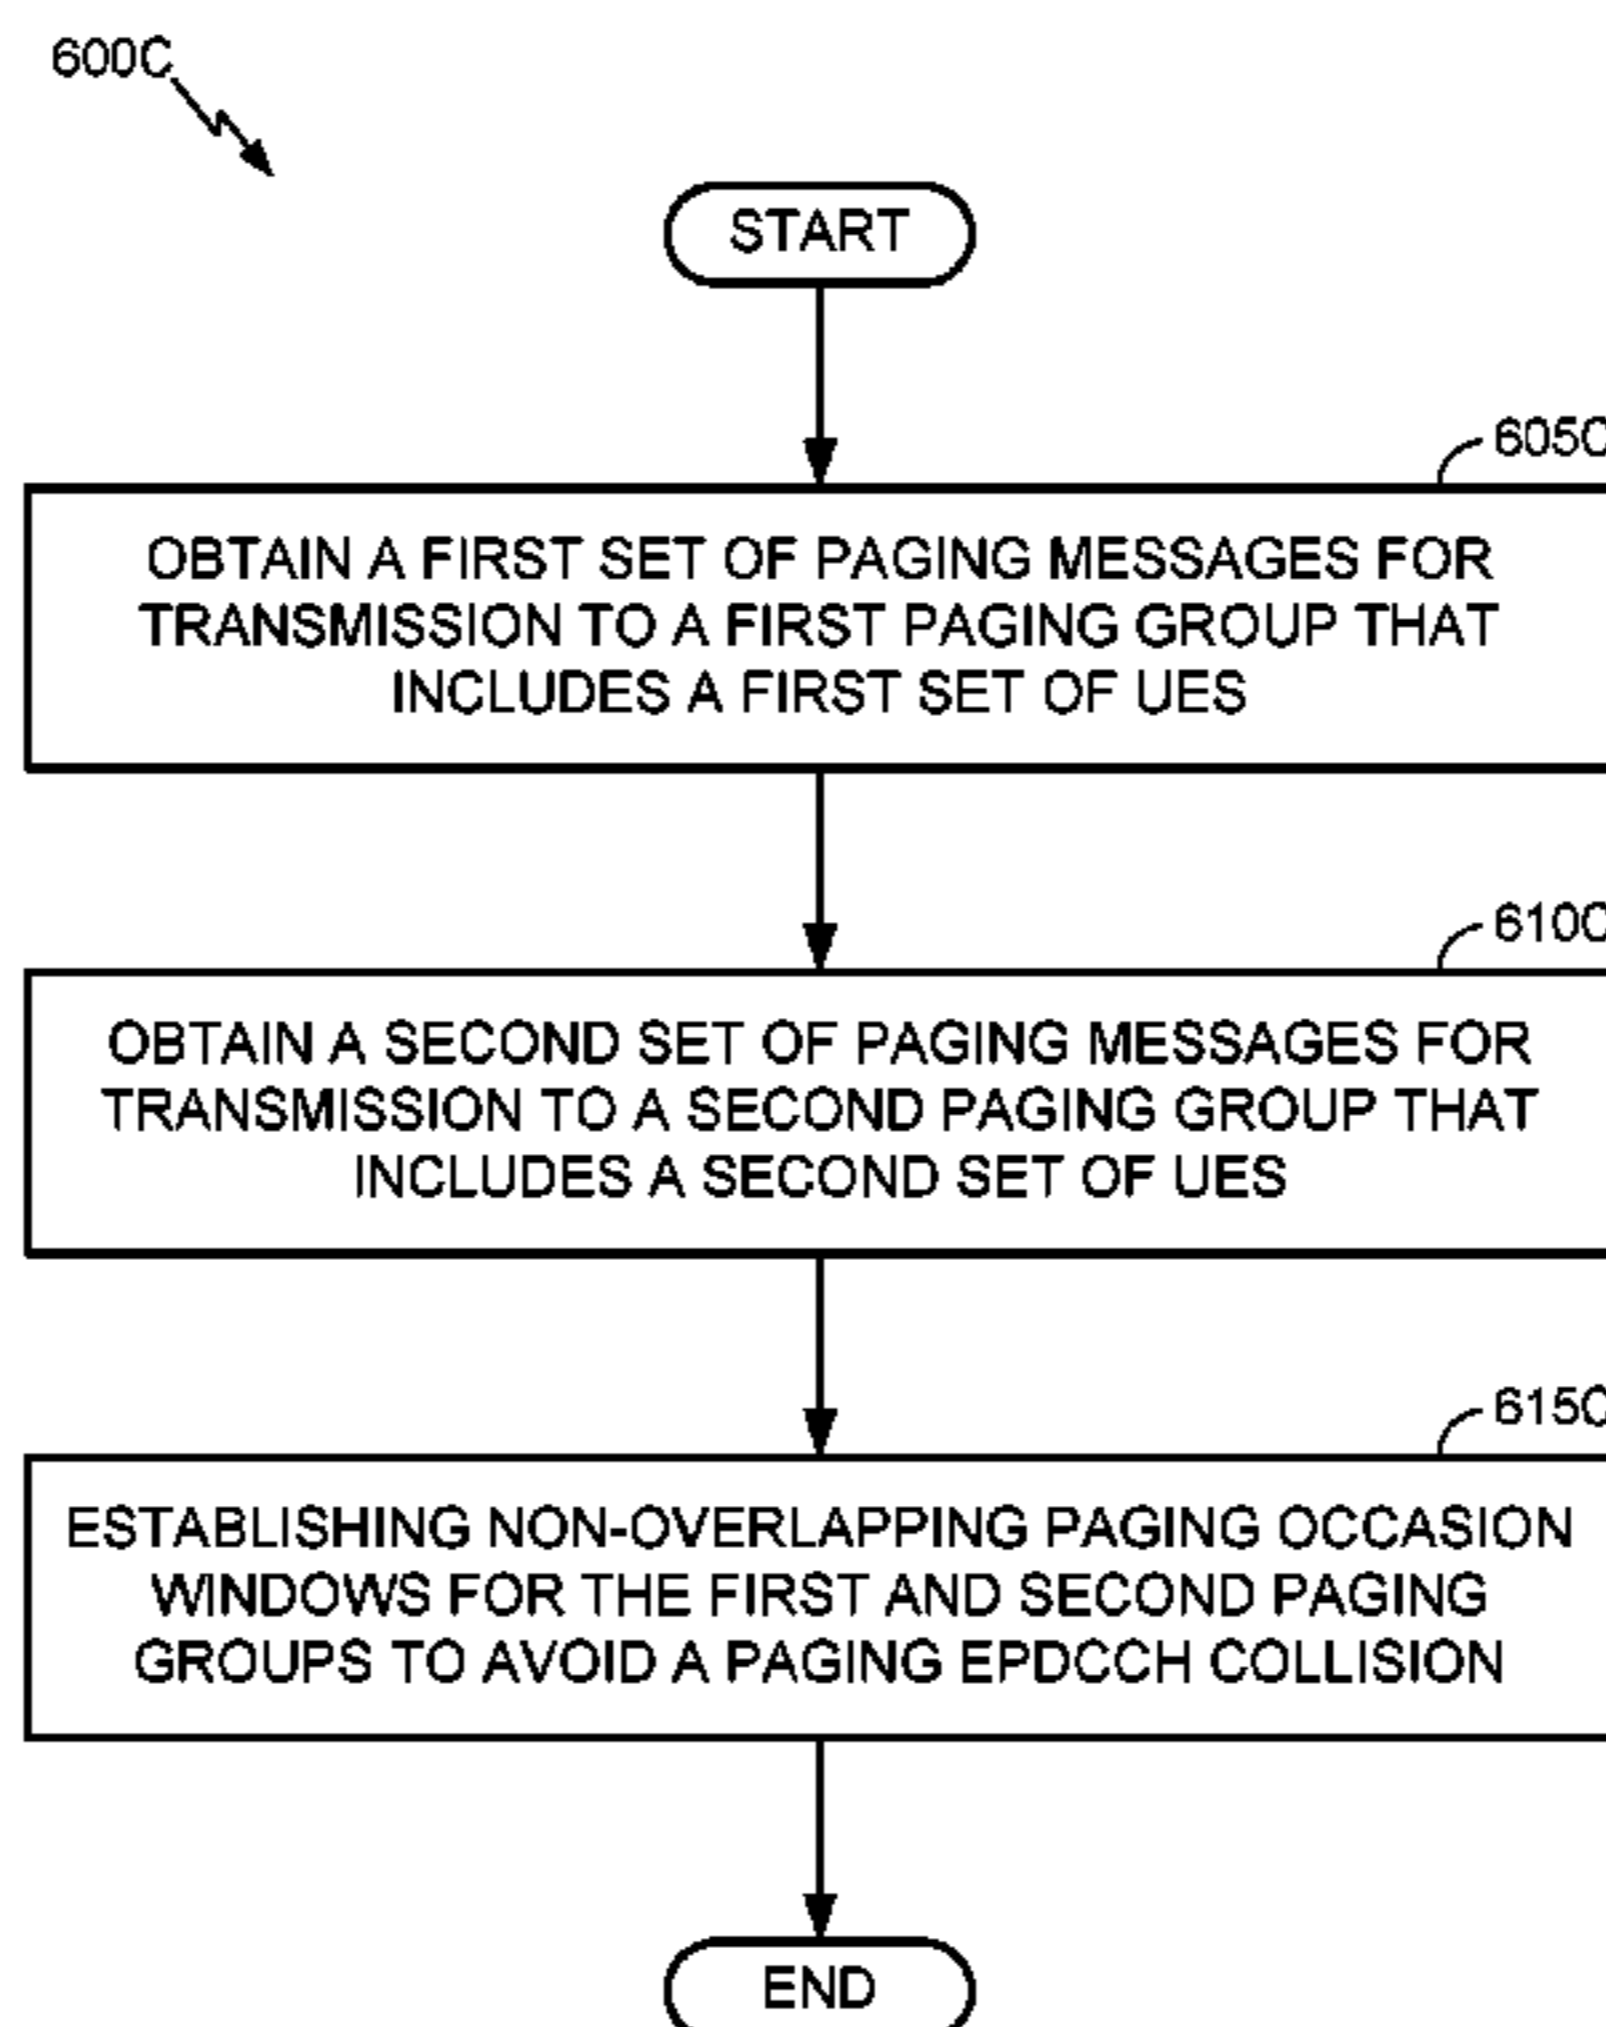 600C
START
605C
OBTAIN A FIRST SET OF PAGING MESSAGES FOR
TRANSMISSION TO A FIRST PAGING GROUP THAT
INCLUDES A FIRST SET OF UES
610C
OBTAIN A SECOND SET OF PAGING MESSAGES FOR
TRANSMISSION TO A SECOND PAGING GROUP THAT
INCLUDES A SECOND SET OF UES
615C
ESTABLISHING NON-OVERLAPPING PAGING OCCASION
WINDOWS FOR THE FIRST AND SECOND PAGING
GROUPS TO AVOID A PAGING EPDCCH COLLISION
END